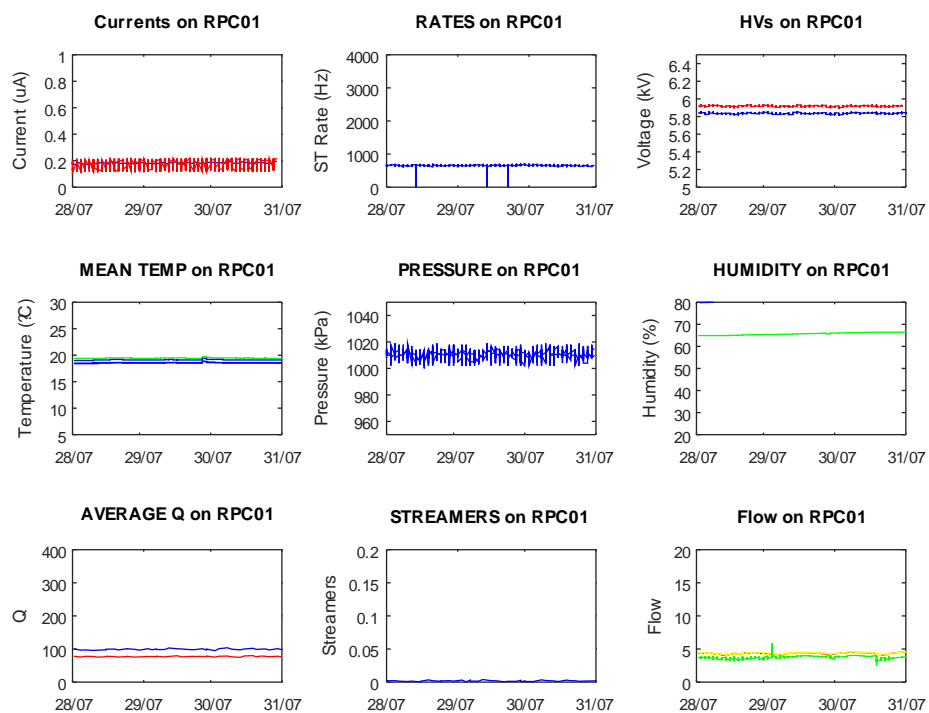 Currents on RPC01
Current (uA)
1
0.8
0.6
0.4
0.2
0
28/07 29/07 30/07 31/07
RATES on RPC01
ST Rate (Hz)
4000
3000
2000
1000
0
28/07 29/07 30/07 31/07
HVs on RPC01
Voltage (kV)
6.4
6.2
6
5.8
5.6
5.4
5.2
5
28/07 29/07 30/07 31/07
MEAN TEMP on RPC01
Temperature (?C)
30
25
20
15
10
5
28/07 29/07 30/07 31/07
PRESSURE on RPC01
Pressure (kPa)
1040
1020
1000
980
960
28/07 29/07 30/07 31/07
HUMIDITY on RPC01
Humidity (%)
80
70
60
50
40
30
20
28/07 29/07 30/07 31/07
AVERAGE Q on RPC01
Q
400
300
200
100
0
28/07 29/07 30/07 31/07
STREAMERS on RPC01
Streamers
0.2
0.15
0.1
0.05
0
28/07 29/07 30/07 31/07
Flow on RPC01
Flow
20
15
10
5
0
28/07 29/07 30/07 31/07